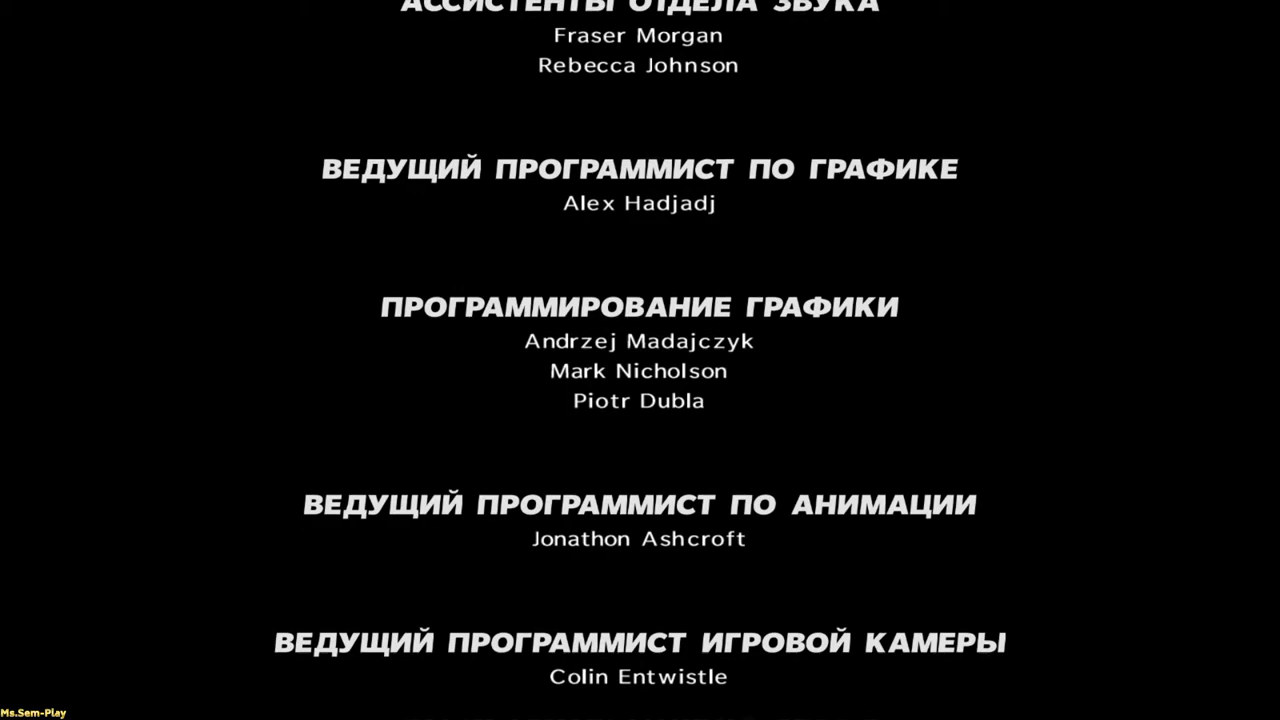 АССИСТЕНТЫ ОТДЕЛА ЗВУКА
Fraser Morgan
Rebecca Johnson
ВЕДУЩИЙ ПРОГРАММИСТ ПО ГРАФИКЕ
Alex Hadjadj
ПРОГРАММИРОВАНИЕ ГРАФИКИ
Andrzej Madajczyk
Mark Nicholson
Piotr Dubla
ВЕДУЩИЙ ПРОГРАММИСТ ПО АНИМАЦИИ
Jonathon Ashcroft
ВЕДУЩИЙ ПРОГРАММИСТ ИГРОВОЙ КАМЕРЫ
Colin Entwistle
Ms.Sem-Play